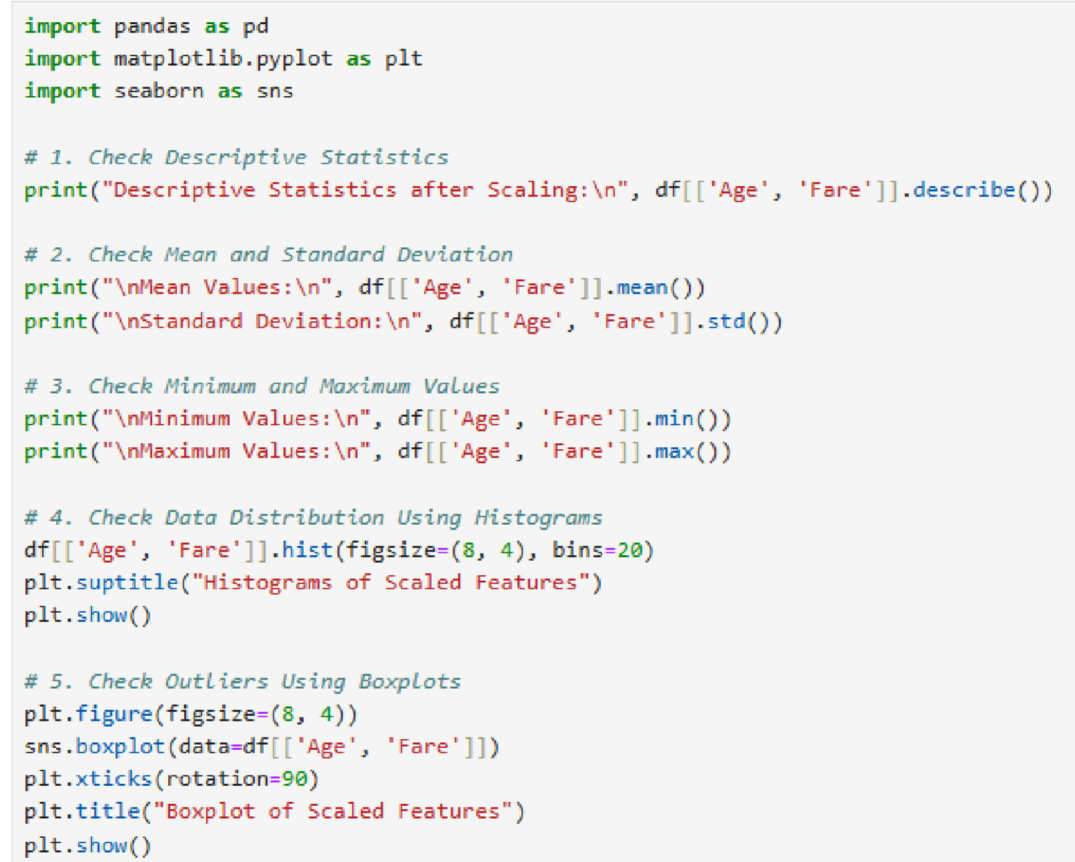 import pandas as pd
import matplotlib.pyplot as plt
import seaborn as sns

# 1. Check Descriptive Statistics
print("Descriptive Statistics after Scaling:\n", df[['Age', 'Fare']].describe())

# 2. Check Mean and Standard Deviation
print("\nMean Values:\n", df[['Age', 'Fare']].mean())
print("\nStandard Deviation:\n", df[['Age', 'Fare']].std())

# 3. Check Minimum and Maximum Values
print("\nMinimum Values:\n", df[['Age', 'Fare']].min())
print("\nMaximum Values:\n", df[['Age', 'Fare']].max())

# 4. Check Data Distribution Using Histograms
df[['Age', 'Fare']].hist(figsize=(8, 4), bins=20)
plt.suptitle("Histograms of Scaled Features")
plt.show()

# 5. Check Outliers Using Boxplots
plt.figure(figsize=(8, 4))
sns.boxplot(data=df[['Age', 'Fare']])
plt.xticks(rotation=90)
plt.title("Boxplot of Scaled Features")
plt.show()